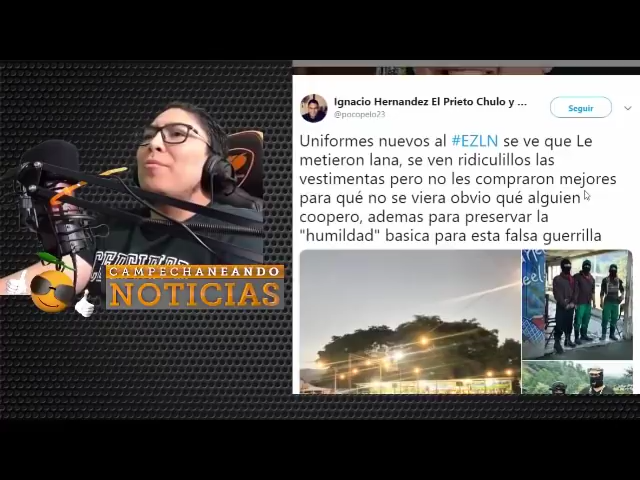 Ignacio Hernandez El Prieto Chulo y ...
@pocopelo23
Seguir
Uniformes nuevos al #EZLN se ve que Le
metieron lana, se ven ridiculillos las
vestimentas pero no les compraron mejores
para qué no se viera obvio qué alguien
coopero, ademas para preservar la
"humildad" basica para esta falsa guerrilla
CAMPECHANEANDO
NOTICIAS